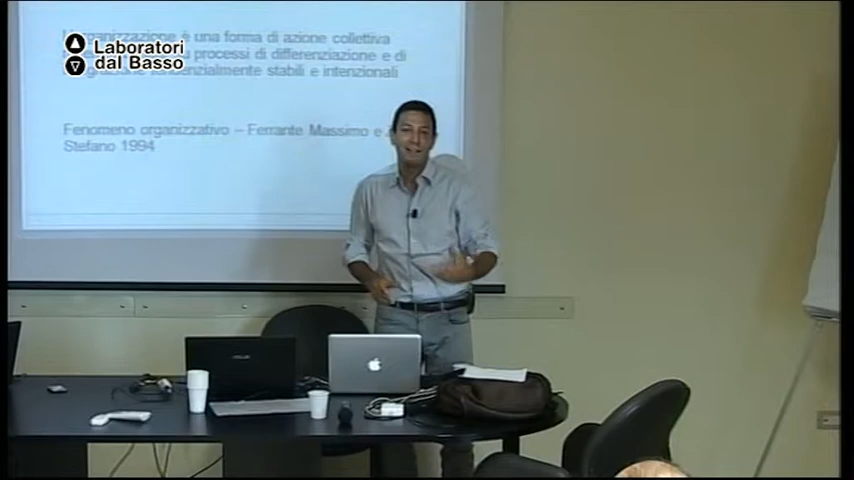 L'organizzazione è una forma di azione collettiva
processi di differenziazione e di
stabili e intenzionali
Laboratori
dal Basso
Fenomeno organizzativo – Ferrante Massimo e
Stefano 1994